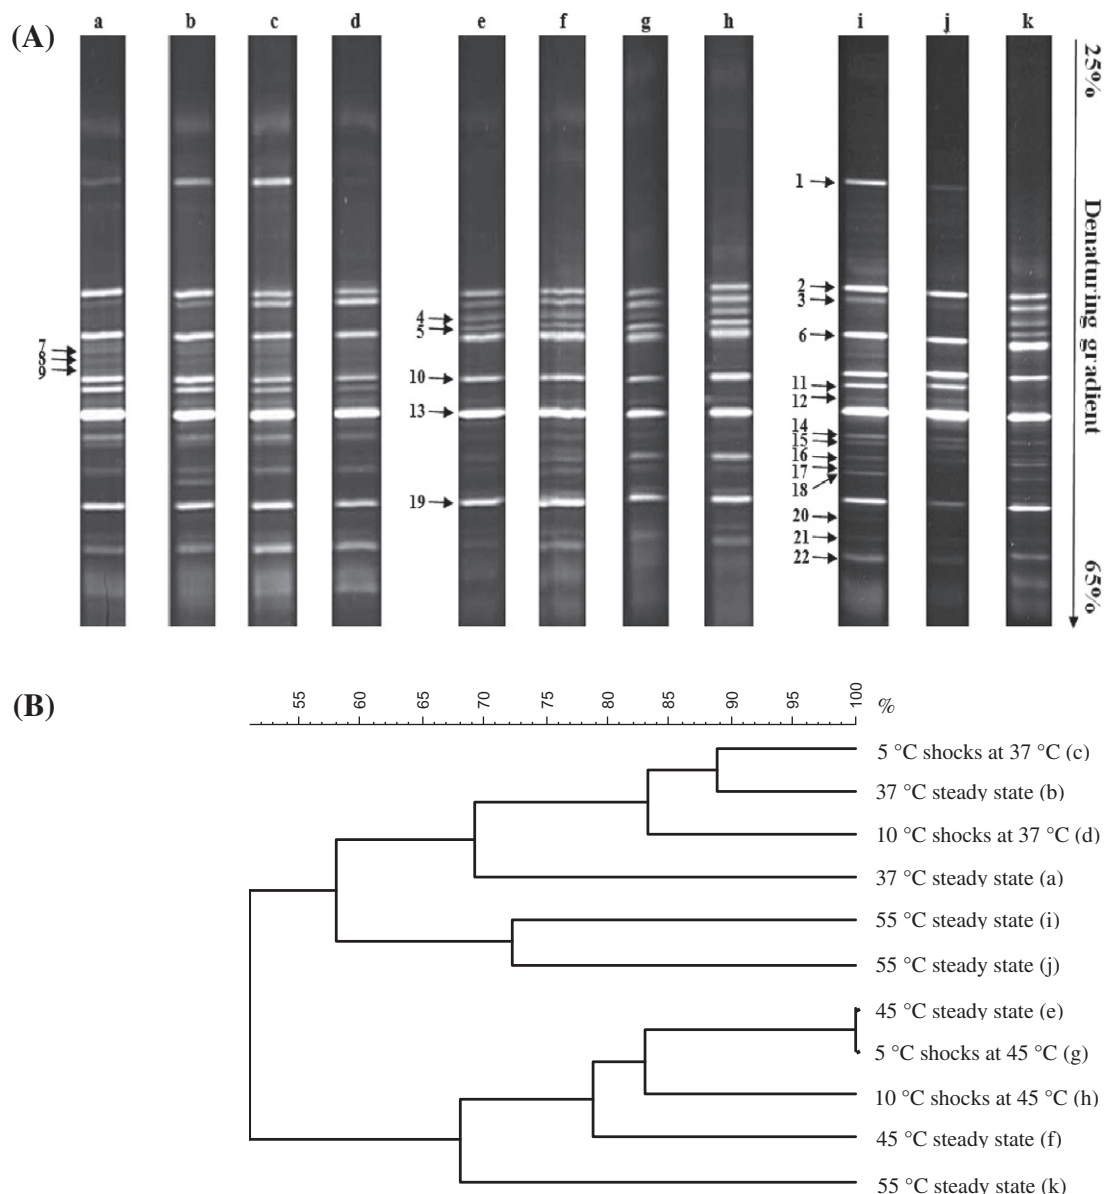 (A)
a b c d e f g h i j k
25%
Denaturing gradient
65%
1
2
3
4
5
6
7
8
9
10
11
12
13
14
15
16
17
18
19
20
21
22
(B)
55 60 65 70 75 80 85 90 95 100 %
5 °C shocks at 37 °C (c)
37 °C steady state (b)
10 °C shocks at 37 °C (d)
37 °C steady state (a)
55 °C steady state (i)
55 °C steady state (j)
45 °C steady state (e)
5 °C shocks at 45 °C (g)
10 °C shocks at 45 °C (h)
45 °C steady state (f)
55 °C steady state (k)